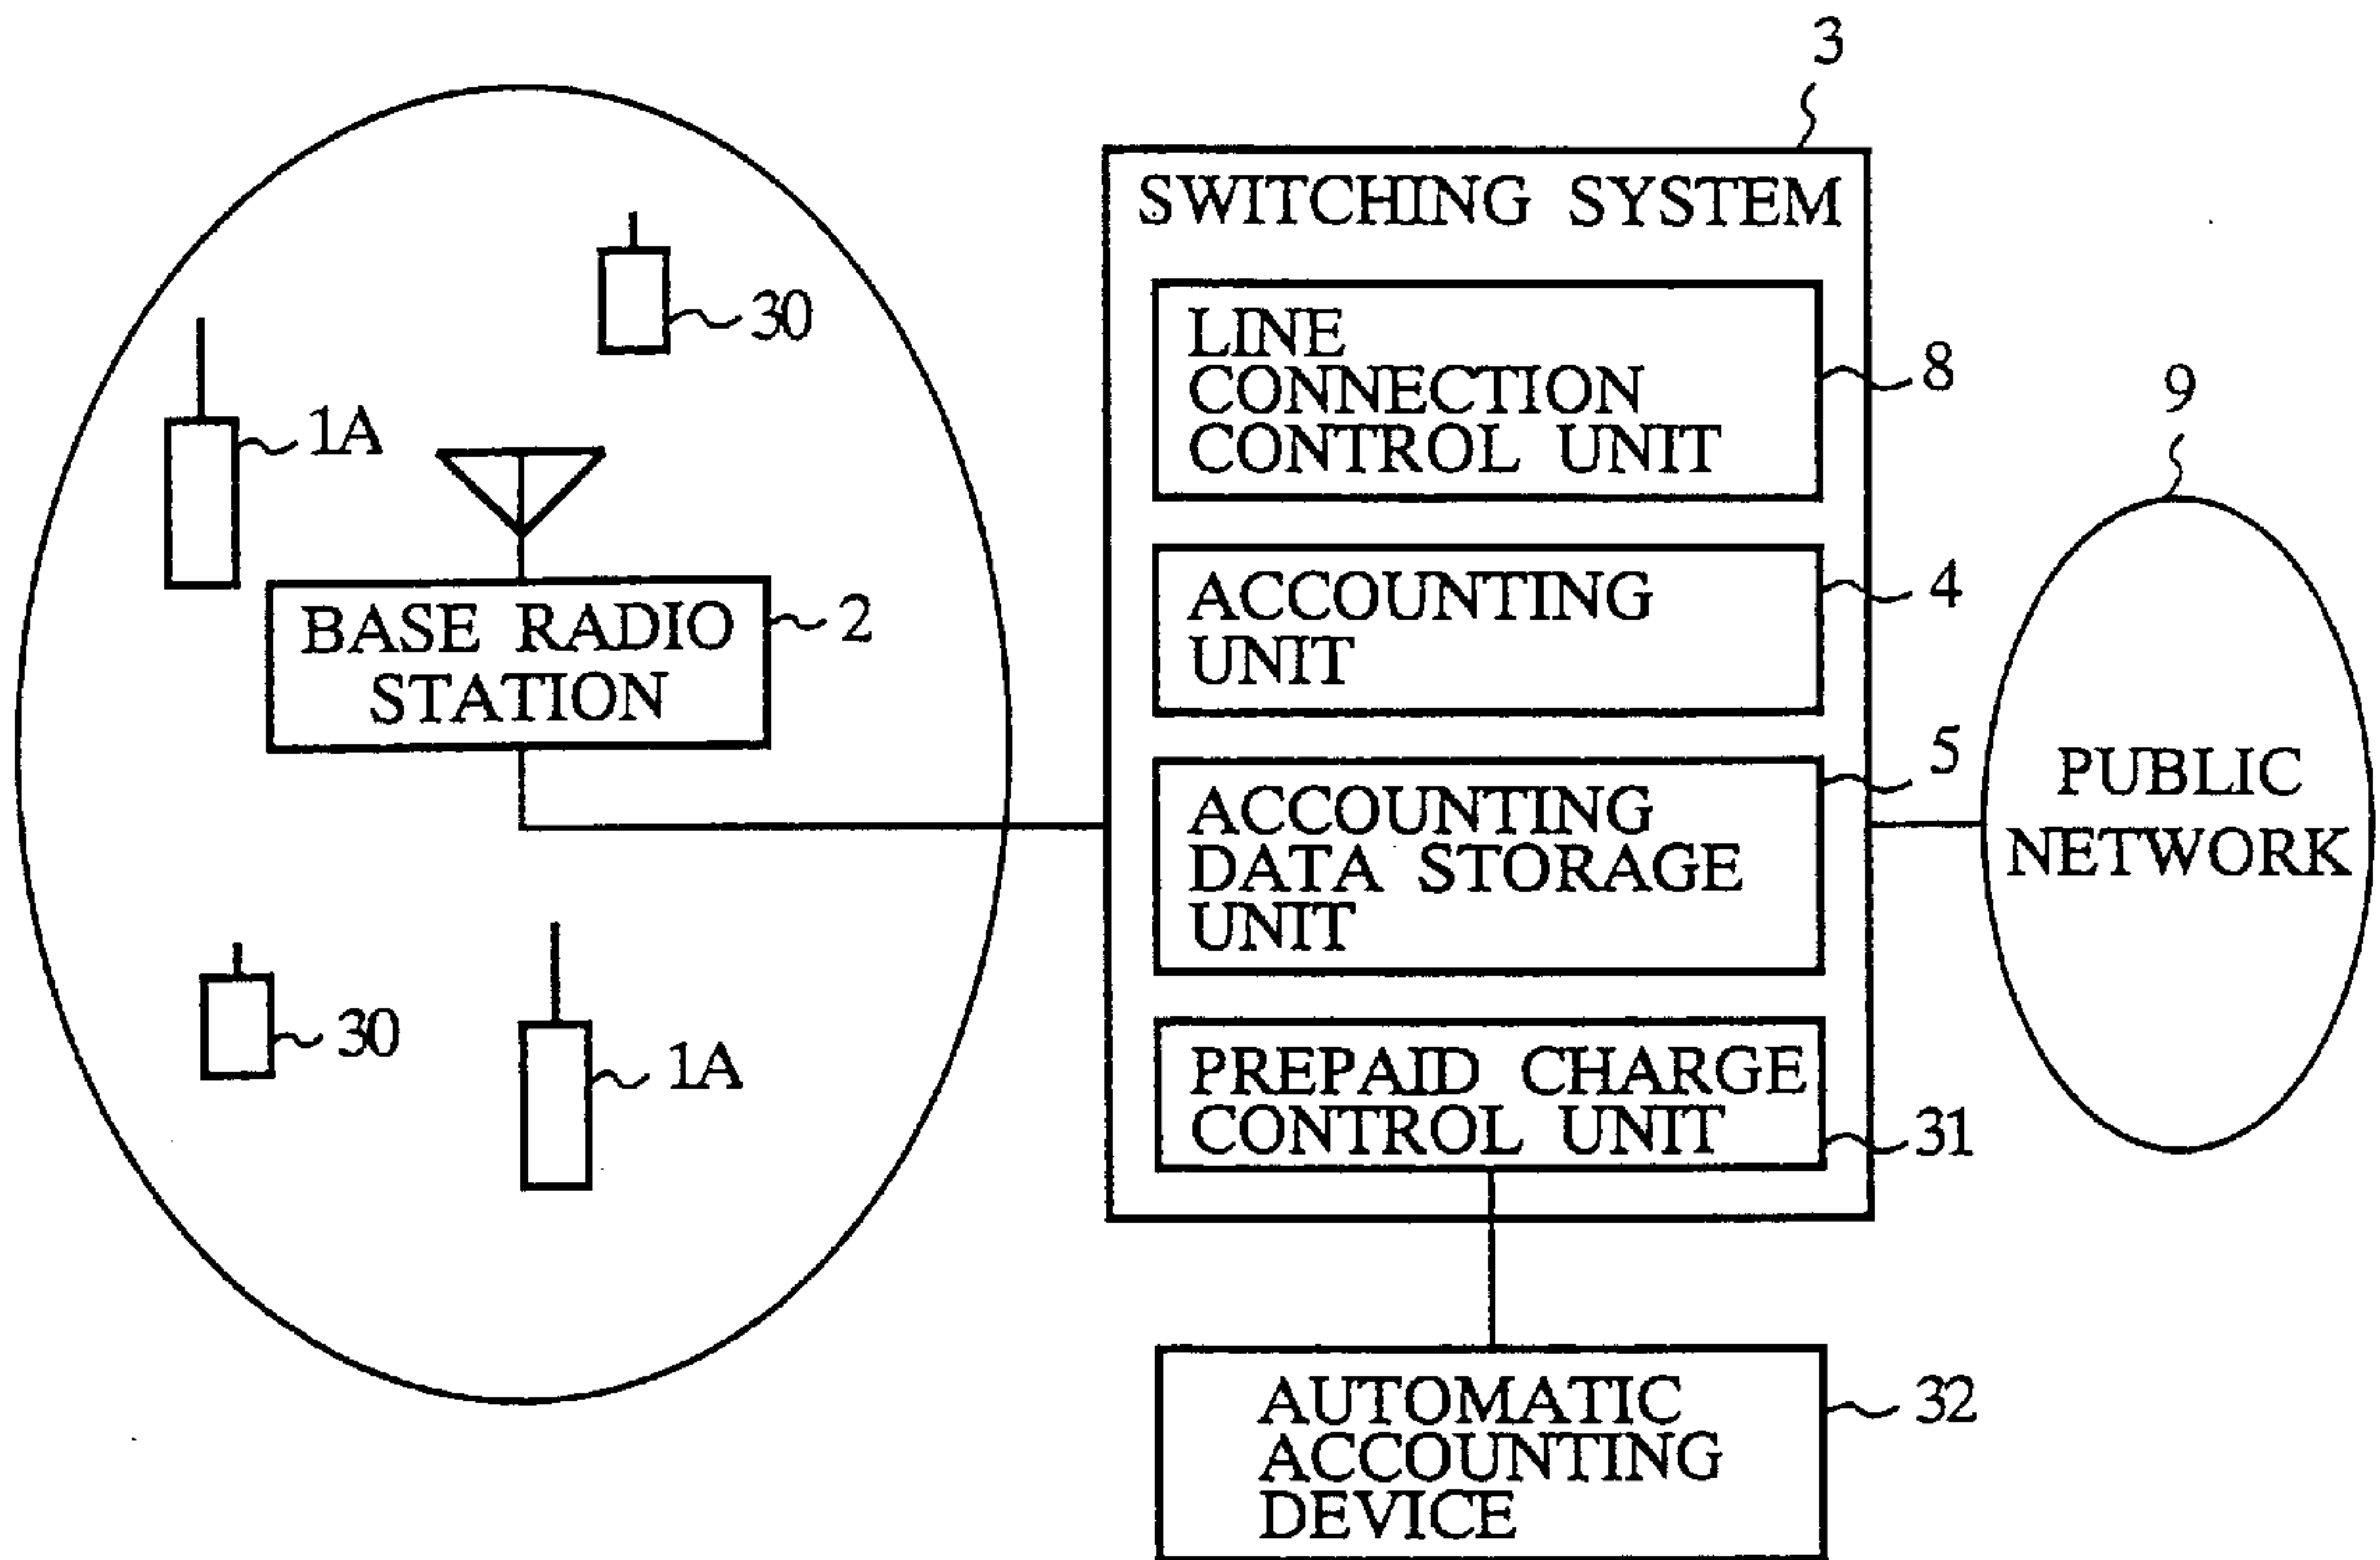 3
SWITCHING SYSTEM
30
LINE
CONNECTION
CONTROL UNIT
8
1A
9
BASE RADIO
STATION
2
ACCOUNTING
UNIT
4
ACCOUNTING
DATA STORAGE
UNIT
5
PUBLIC
NETWORK
30
1A
PREPAID CHARGE
CONTROL UNIT
31
AUTOMATIC
ACCOUNTING
DEVICE
32